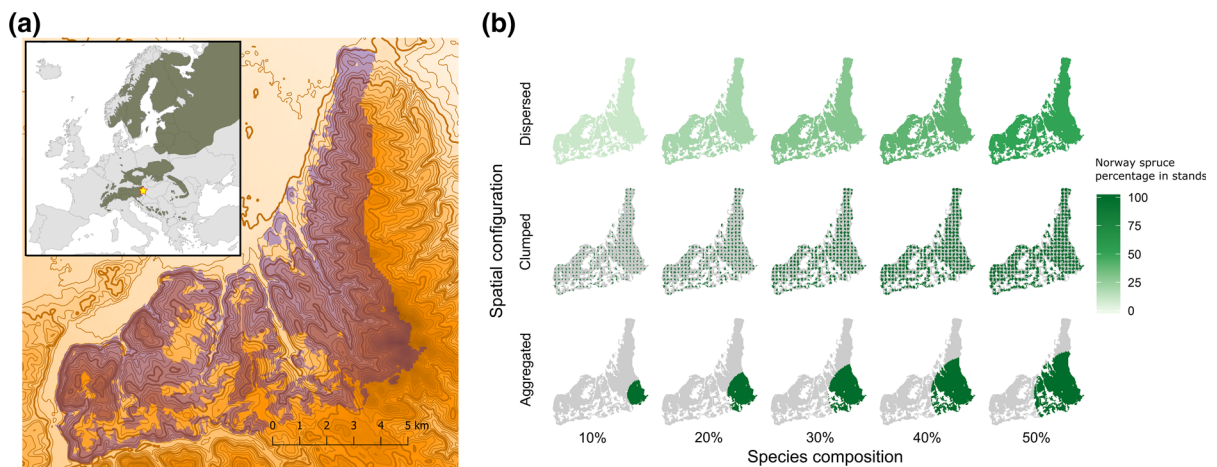 (a)
0 1 2 3 4 5 km
(b)
Spatial configuration
Dispersed
Clumped
Aggregated
10% 20% 30% 40% 50%
Species composition
Norway spruce
percentage in stands
100
75
50
25
0